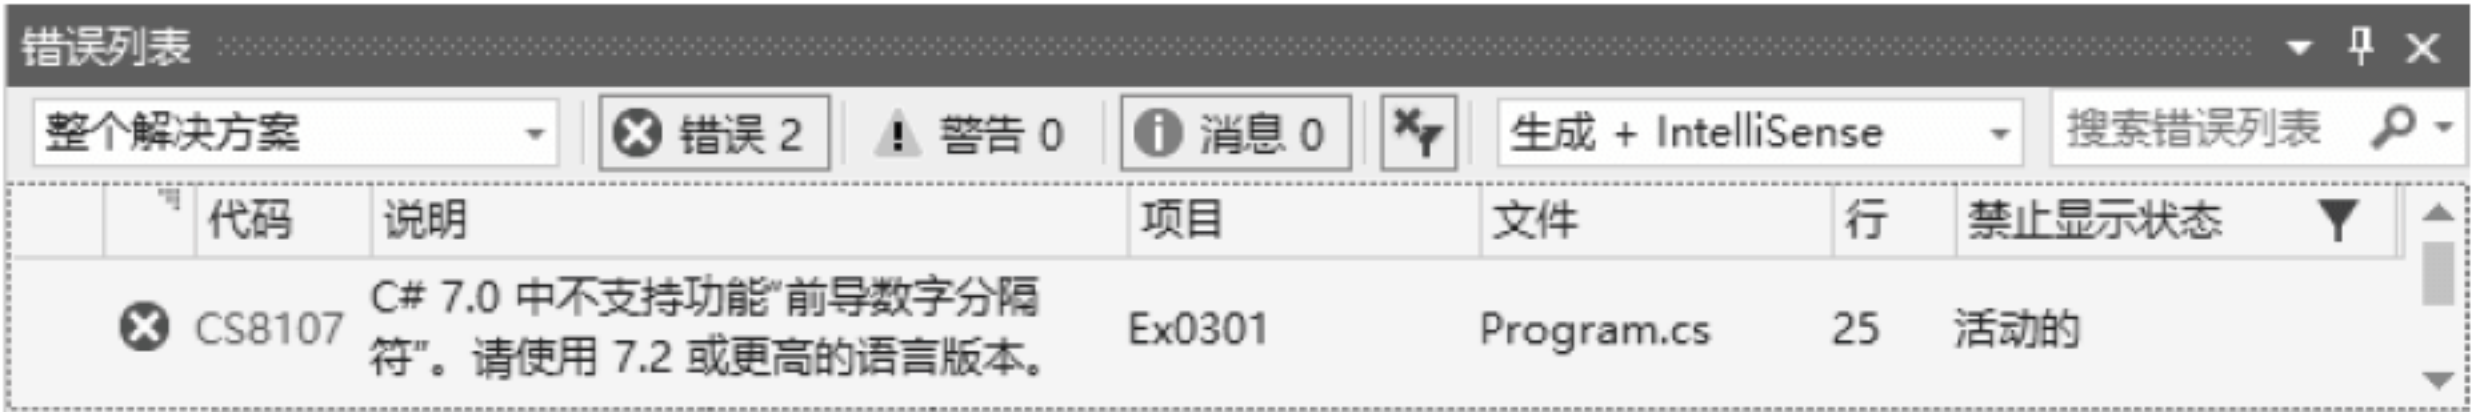 错误列表
整个解决方案 错误 2 警告 0 消息 0 生成 + IntelliSense 搜索错误列表
代码 说明 项目 文件 行 禁止显示状态
CS8107 C# 7.0 中不支持功能“前导数字分隔 Ex0301 Program.cs 25 活动的
符”。请使用 7.2 或更高的语言版本。